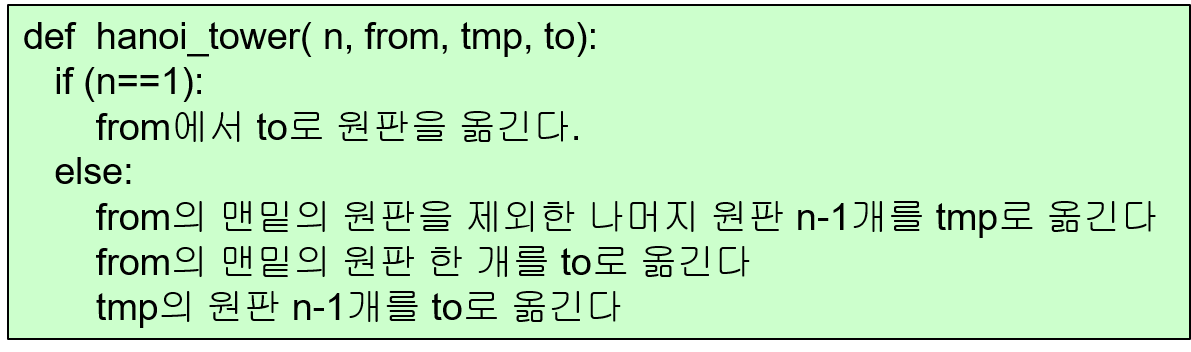 def  hanoi_tower( n, from, tmp, to):
if (n==1):
from에서 to로 원판을 옮긴다.
else:
from의 맨밑의 원판을 제외한 나머지 원판 n-1개를 tmp로 옮긴다
from의 맨밑의 원판 한 개를 to로 옮긴다
tmp의 원판 n-1개를 to로 옮긴다